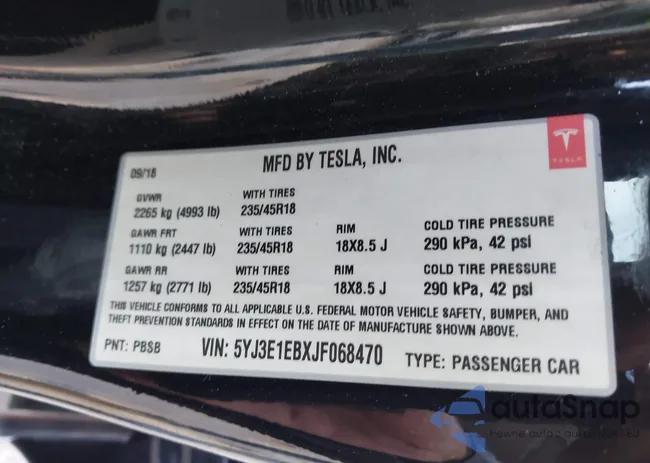 09/18
MFD BY TESLA, INC.
TESLA
GVWR
2265 kg (4993 lb)
WITH TIRES
235/45R18
GAWR FRT
1110 kg (2447 lb)
WITH TIRES
235/45R18
RIM
18X8.5 J
COLD TIRE PRESSURE
290 kPa, 42 psi
GAWR RR
1257 kg (2771 lb)
WITH TIRES
235/45R18
RIM
18X8.5 J
COLD TIRE PRESSURE
290 kPa, 42 psi
THIS VEHICLE CONFORMS TO ALL APPLICABLE U.S. FEDERAL MOTOR VEHICLE SAFETY, BUMPER, AND
THEFT PREVENTION STANDARDS IN EFFECT ON THE DATE OF MANUFACTURE SHOWN ABOVE.
PNT: PBSB
VIN: 5YJ3E1EBXJF068470
TYPE: PASSENGER CAR
autaSnap